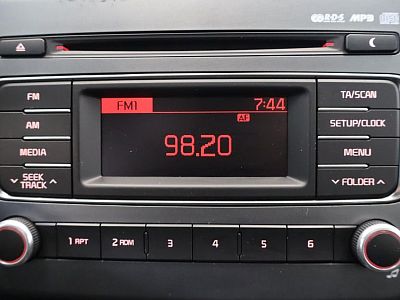 R·D·S MP3
FM FM1 7:44 TA/SCAN
AF
AM 98.20 SETUP/CLOCK
MEDIA MENU
SEEK TRACK FOLDER
1 RPT 2 RDM 3 4 5 6